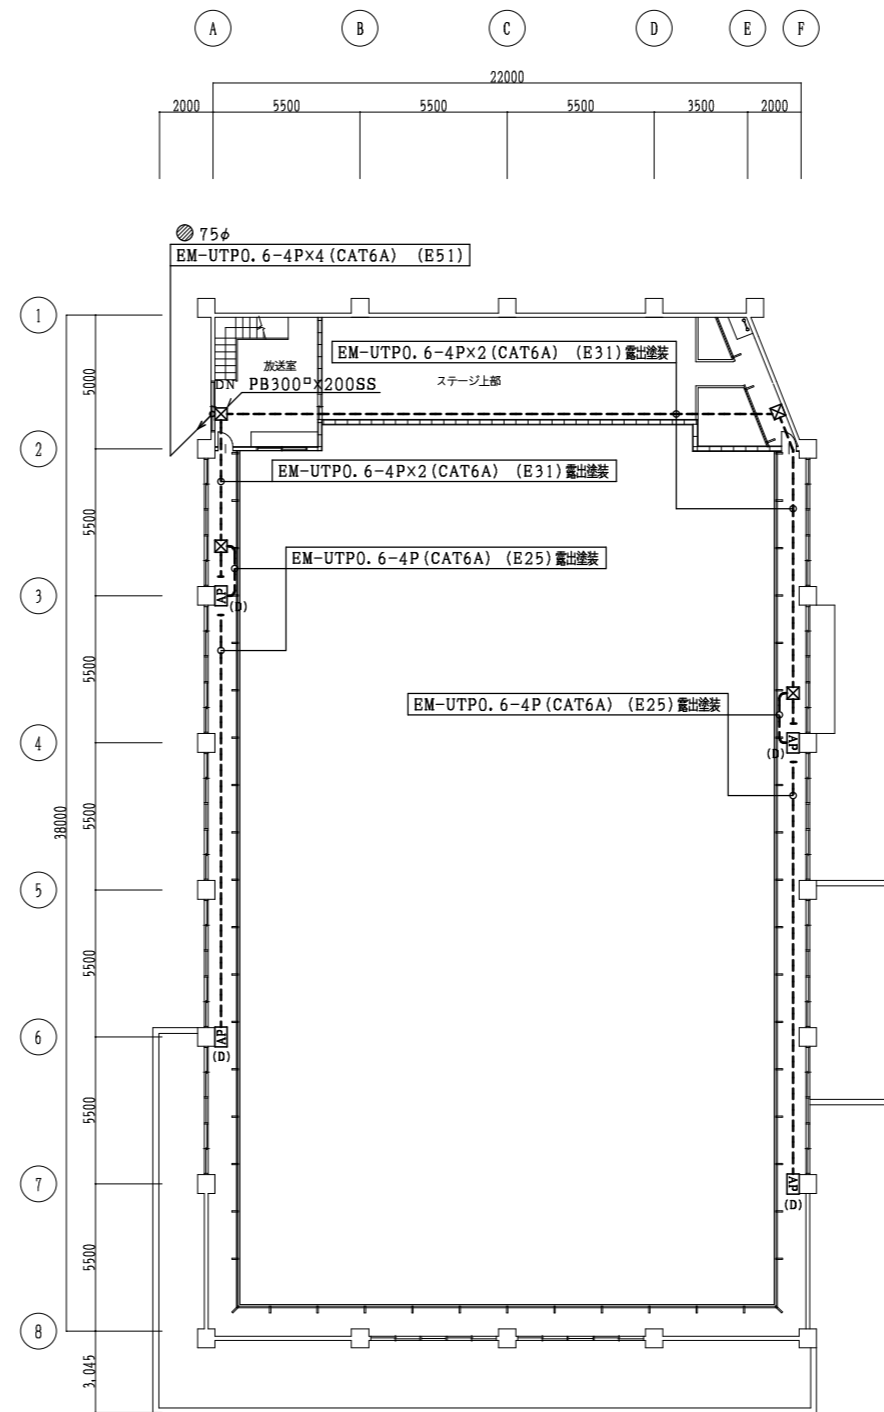 A B C D E F
22000
2000 5500 5500 5500 3500 2000
75φ
EM-UTP0.6-4P×4(CAT6A) (E51)
1
5000
EM-UTP0.6-4P×2(CAT6A) (E31)露出塗装
放送室
ステージ上部
DN
PB300□×200SS
2
EM-UTP0.6-4P×2(CAT6A) (E31)露出塗装
5500
EM-UTP0.6-4P(CAT6A) (E25)露出塗装
3
AP
(D)
5500
EM-UTP0.6-4P(CAT6A) (E25)露出塗装
4
AP
(D)
38000
5500
5
5500
6
AP
(D)
5500
7
AP
(D)
5500
8
3,045